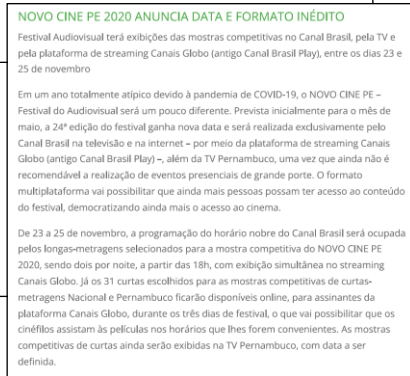 NOVO CINE PE 2020 ANUNCIA DATA E FORMATO INÉDITO
Festival Audiovisual terá exibições das mostras competitivas no Canal Brasil, pela TV e
pela plataforma de streaming Canais Globo (antigo Canal Brasil Play), entre os dias 23 e
25 de novembro
Em um ano totalmente atípico devido à pandemia de COVID-19, o NOVO CINE PE –
Festival do Audiovisual será um pouco diferente. Prevista inicialmente para o mês de
maio, a 24ª edição do festival ganha nova data e será realizada exclusivamente pelo
Canal Brasil na televisão e na internet – por meio da plataforma de streaming Canais
Globo (antigo Canal Brasil Play) –, além da TV Pernambuco, uma vez que ainda não é
recomendável a realização de eventos presenciais de grande porte. O formato
multiplataforma vai possibilitar que ainda mais pessoas possam ter acesso ao conteúdo
do festival, democratizando ainda mais o acesso ao cinema.
De 23 a 25 de novembro, a programação do horário nobre do Canal Brasil será ocupada
pelos longas-metragens selecionados para a mostra competitiva do NOVO CINE PE
2020, sendo dois por noite, a partir das 18h, com exibição simultânea no streaming
Canais Globo. Já os 31 curtas escolhidos para as mostras competitivas de curtas-
metragens Nacional e Pernambuco ficarão disponíveis online, para assinantes da
plataforma Canais Globo, durante os três dias de festival, o que vai possibilitar que os
cinéfilos assistam às películas nos horários que lhes forem convenientes. As mostras
competitivas de curtas ainda serão exibidas na TV Pernambuco, com data a ser
definida.